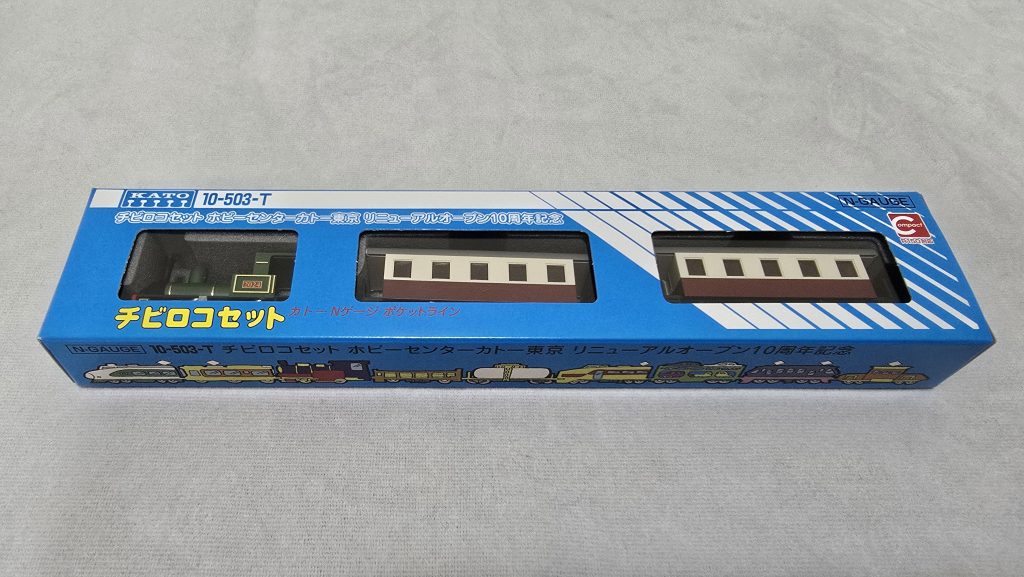 KATO 10-503-T
N-GAUGE
チビロコセット ホビーセンターカトー東京 リニューアルオープン10周年記念
Compact
2024
チビロコセット カトー Nゲージ ポケットライン
N-GAUGE 10-503-T チビロコセット ホビーセンターカトー東京 リニューアルオープン10周年記念